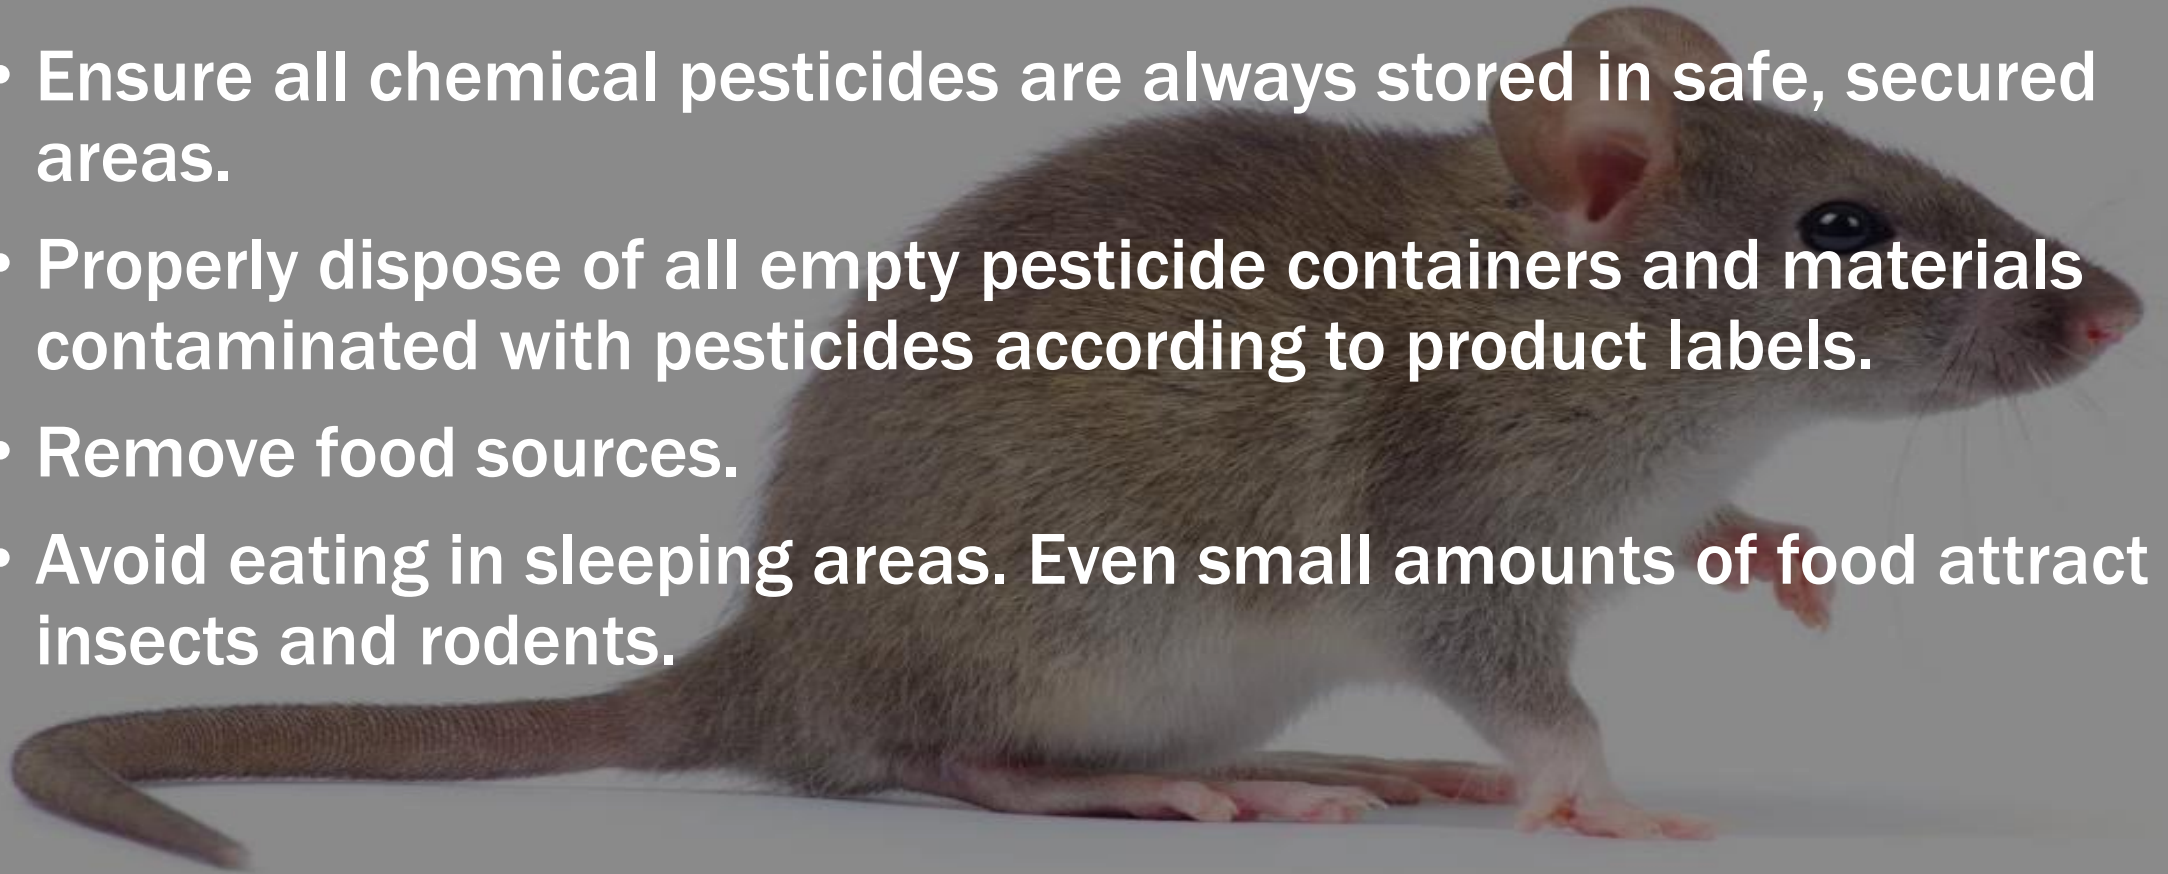 • Ensure all chemical pesticides are always stored in safe, secured
areas.
• Properly dispose of all empty pesticide containers and materials
contaminated with pesticides according to product labels.
• Remove food sources.
• Avoid eating in sleeping areas. Even small amounts of food attract
insects and rodents.